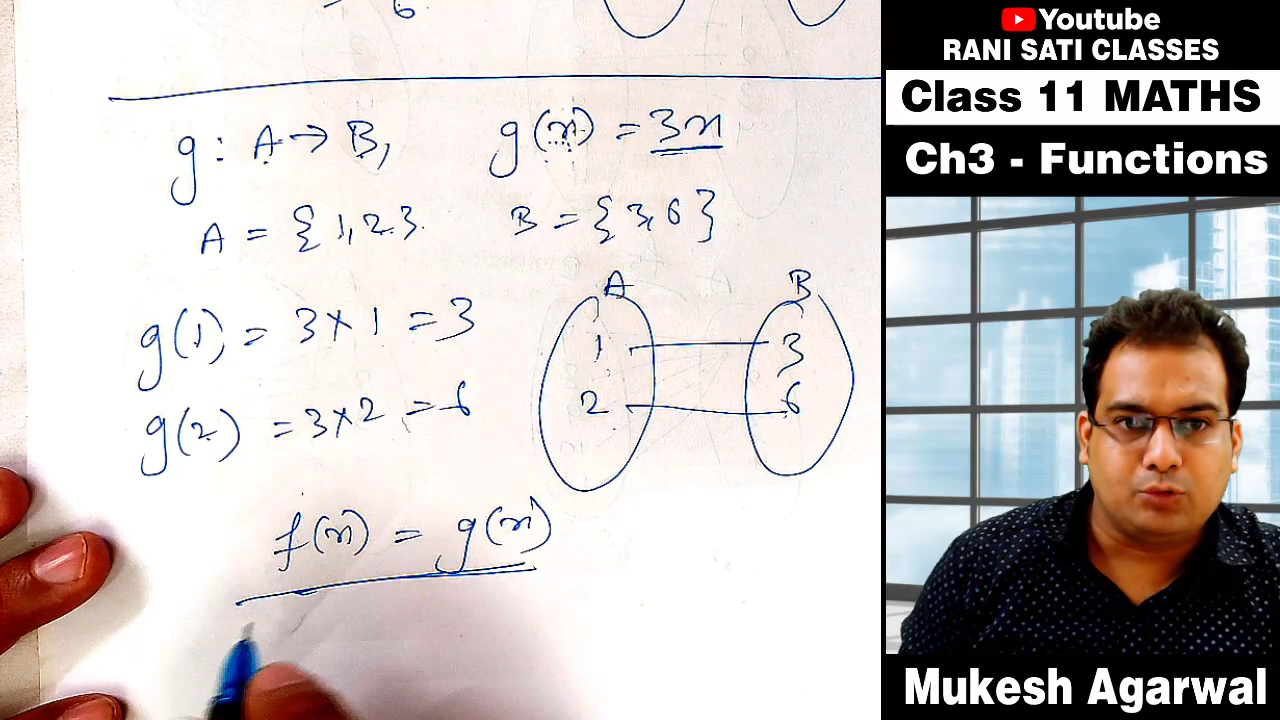 6
g : A → B, g(x) = 3x
A = {1, 2} B = {3, 6}
g(1) = 3 × 1 = 3
g(2) = 3 × 2 = 6
A B
1 3
2 6
f(x) = g(x)
Youtube
RANI SATI CLASSES
Class 11 MATHS
Ch3 - Functions
Mukesh Agarwal